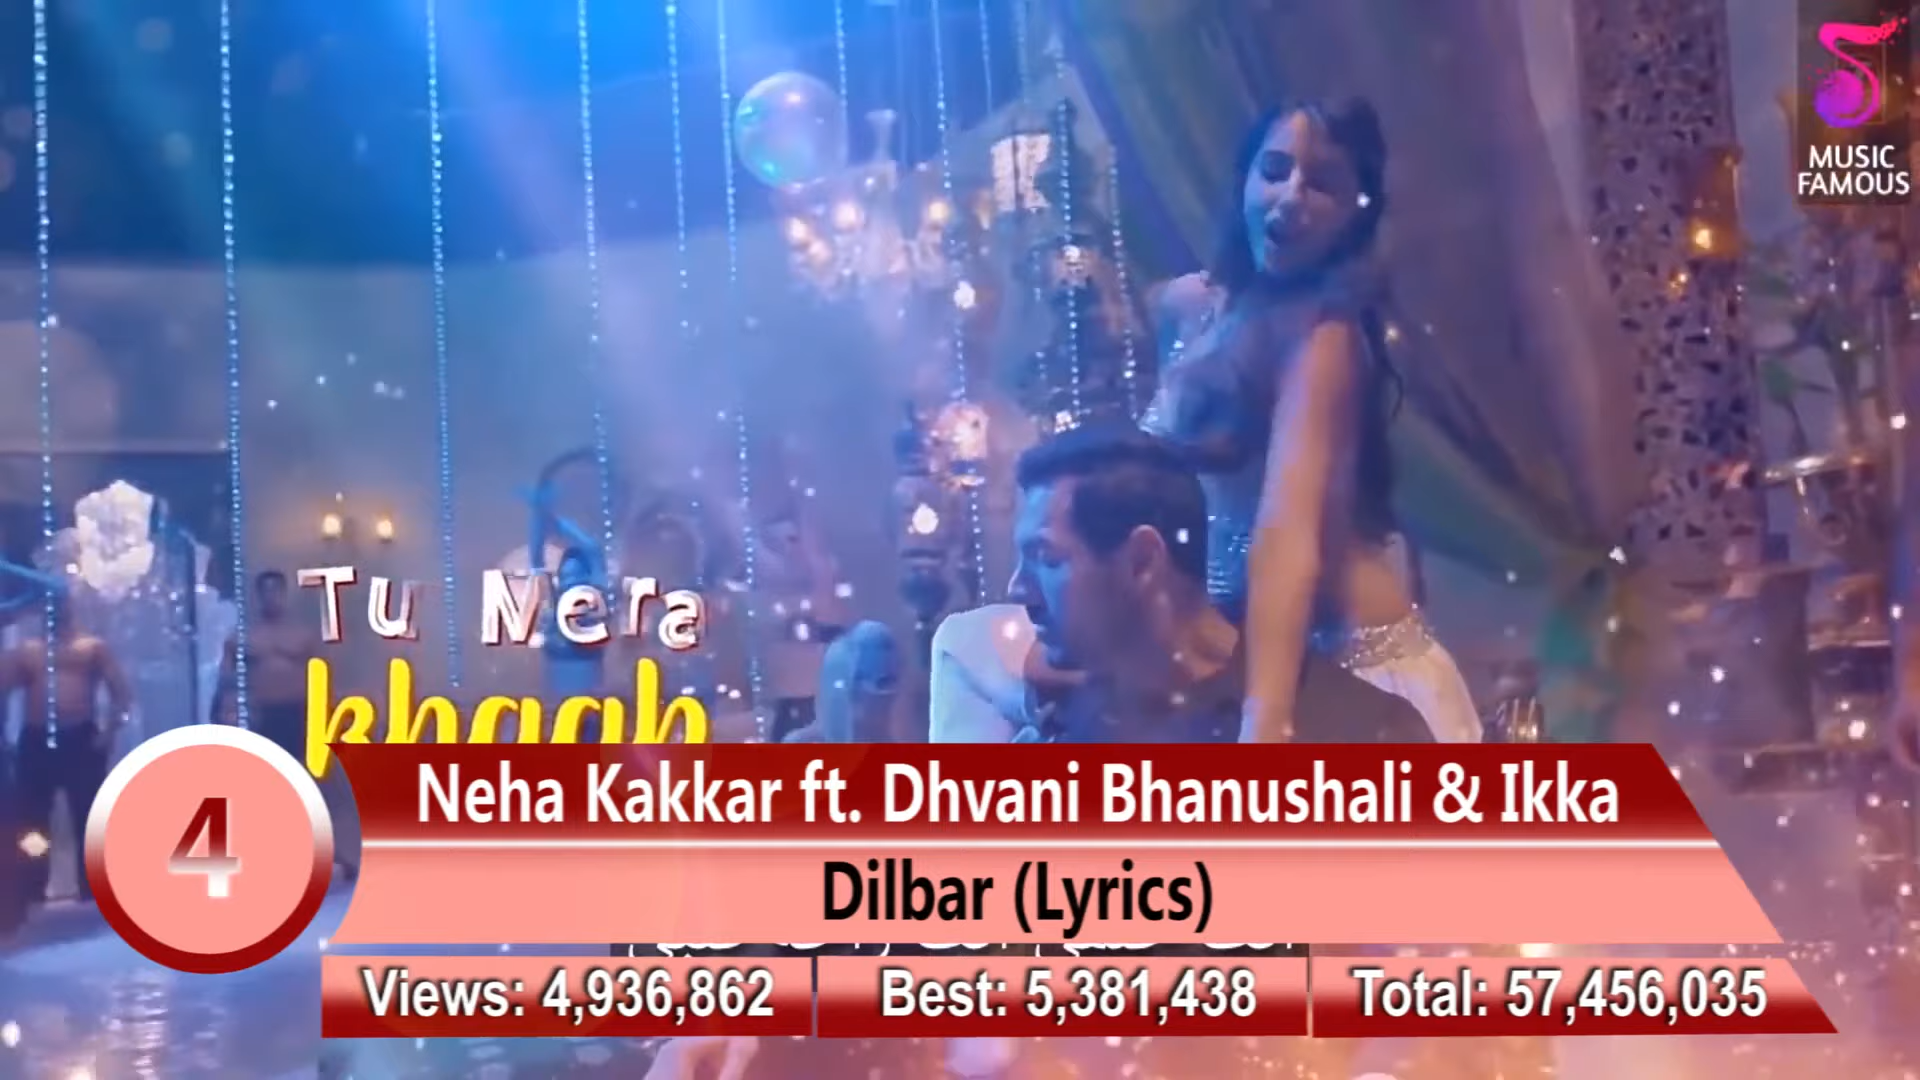 MUSIC
FAMOUS
Tu Mera
khaab
4
Neha Kakkar ft. Dhvani Bhanushali & Ikka
Dilbar (Lyrics)
Views: 4,936,862
Best: 5,381,438
Total: 57,456,035